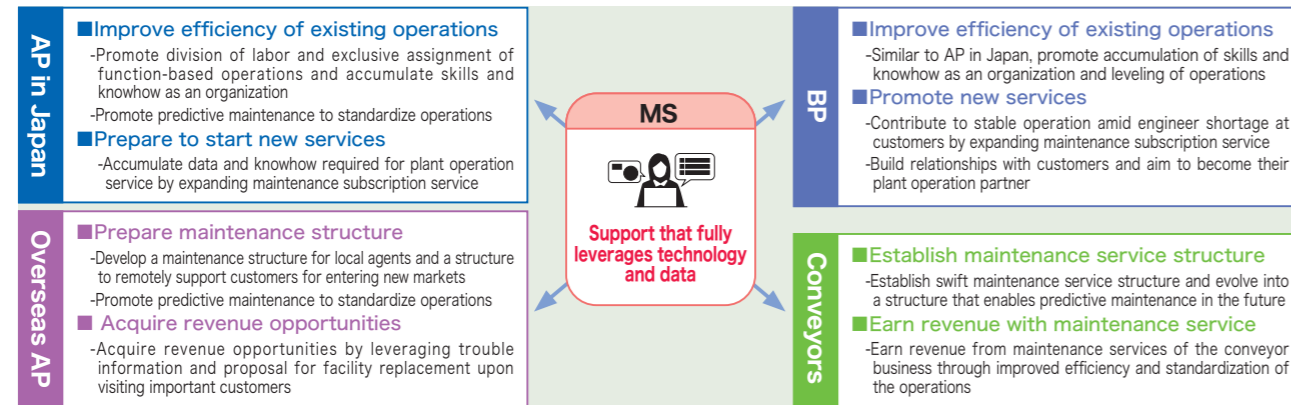 AP in Japan
■Improve efficiency of existing operations
-Promote division of labor and exclusive assignment of
function-based operations and accumulate skills and
knowhow as an organization
-Promote predictive maintenance to standardize operations
■Prepare to start new services
-Accumulate data and knowhow required for plant operation
service by expanding maintenance subscription service
Overseas AP
■Prepare maintenance structure
-Develop a maintenance structure for local agents and a structure
to remotely support customers for entering new markets
-Promote predictive maintenance to standardize operations
■ Acquire revenue opportunities
-Acquire revenue opportunities by leveraging trouble
information and proposal for facility replacement upon
visiting important customers
MS
Support that fully
leverages technology
and data
BP
■Improve efficiency of existing operations
-Similar to AP in Japan, promote accumulation of skills and
knowhow as an organization and leveling of operations
■Promote new services
-Contribute to stable operation amid engineer shortage at
customers by expanding maintenance subscription service
-Build relationships with customers and aim to become their
plant operation partner
Conveyors
■Establish maintenance service structure
-Establish swift maintenance service structure and evolve into
a structure that enables predictive maintenance in the future
■Earn revenue with maintenance service
-Earn revenue from maintenance services of the conveyor
business through improved efficiency and standardization of
the operations